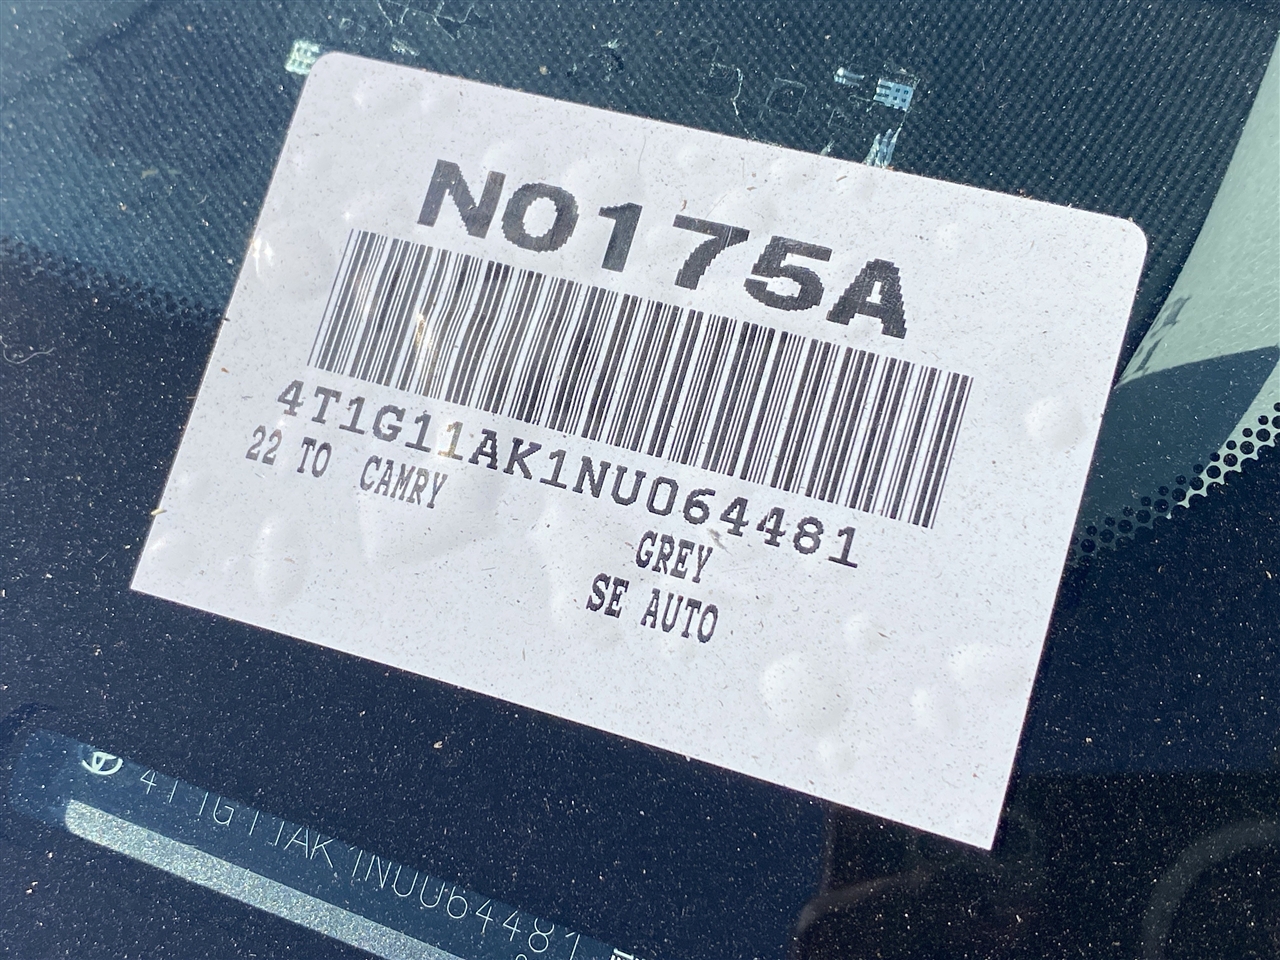 N0175A
4T1G11AK1NU064481
22 TO CAMRY
GREY
SE AUTO
4T1G11AK1NU064481